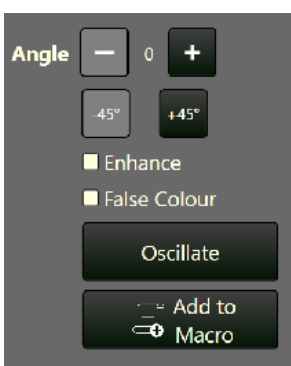 Angle − 0 +
-45° +45°
Enhance
False Colour
Oscillate
Add to
Macro